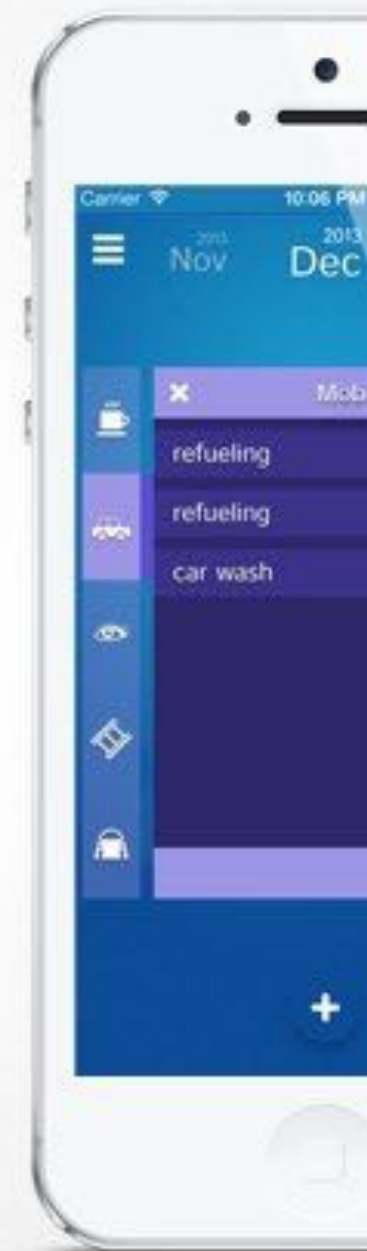 Carrier 10:06 PM
2013 2013
Nov Dec
Mob
refueling
refueling
car wash